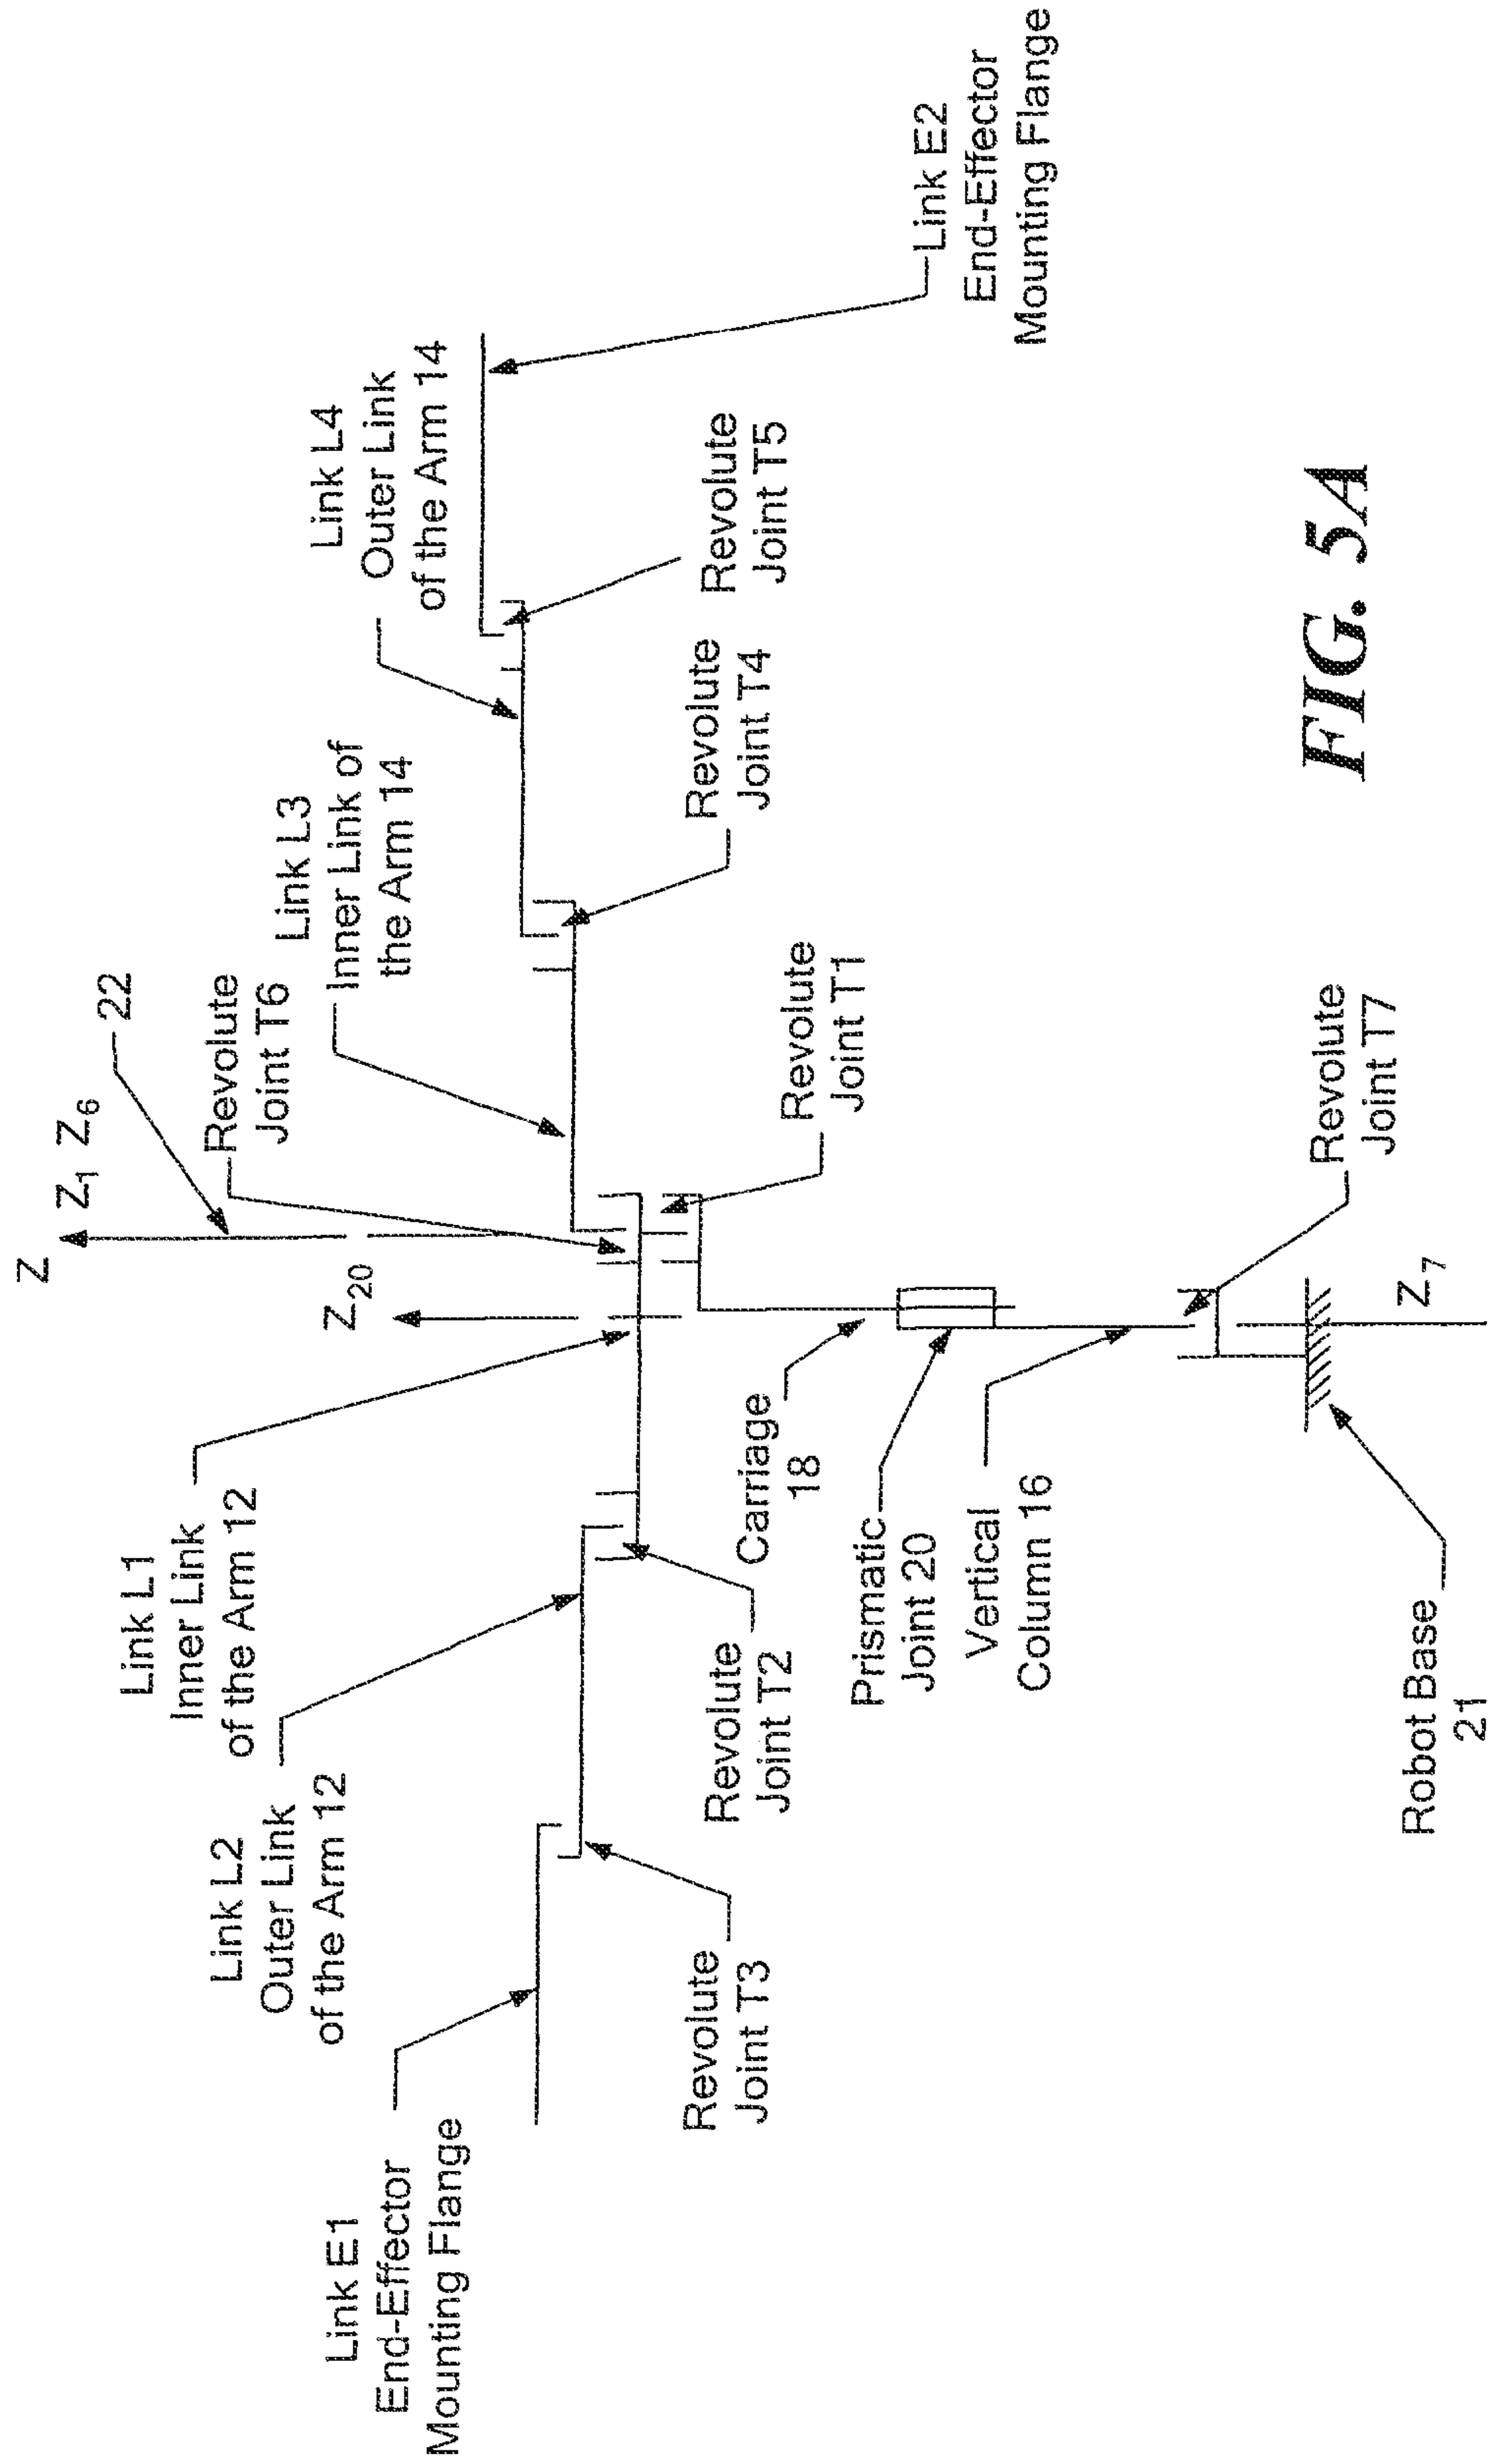 Z
Z1 Z6
22
Z20
Revolute
Joint T6
Link L3
Inner Link of
the Arm 14
Link L4
Outer Link
of the Arm 14
Link L1
Inner Link
of the Arm 12
Link L2
Outer Link
of the Arm 12
Link E1
End-Effector
Mounting Flange
Revolute
Joint T3
Revolute
Joint T2
Carriage
18
Revolute
Joint T1
Revolute
Joint T4
Revolute
Joint T5
Link E2
End-Effector
Mounting Flange
Prismatic
Joint 20
Vertical
Column 16
Revolute
Joint T7
Z7
Robot Base
21
FIG. 5A